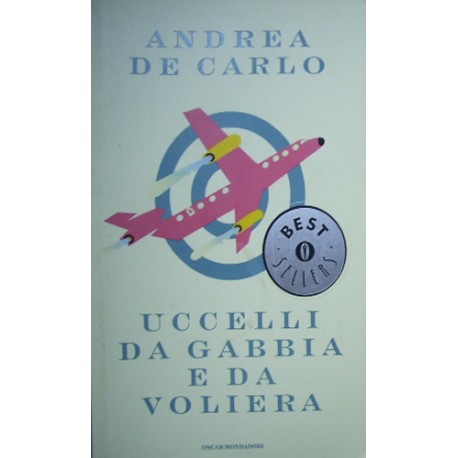 ANDREA
DE CARLO
BEST
SELLERS
UCCELLI
DA GABBIA
E DA
VOLIERA
OSCAR MONDADORI